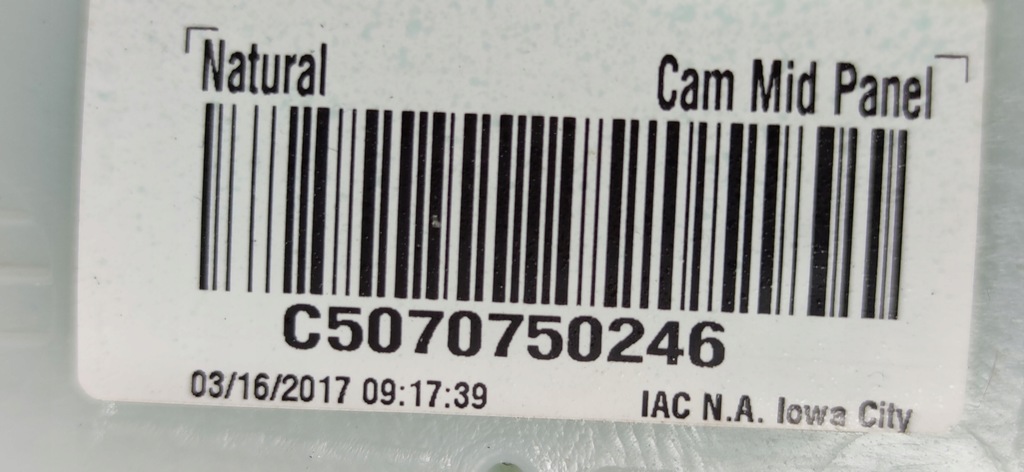 Natural Cam Mid Panel
C5070750246
03/16/2017 09:17:39 IAC N.A. Iowa City